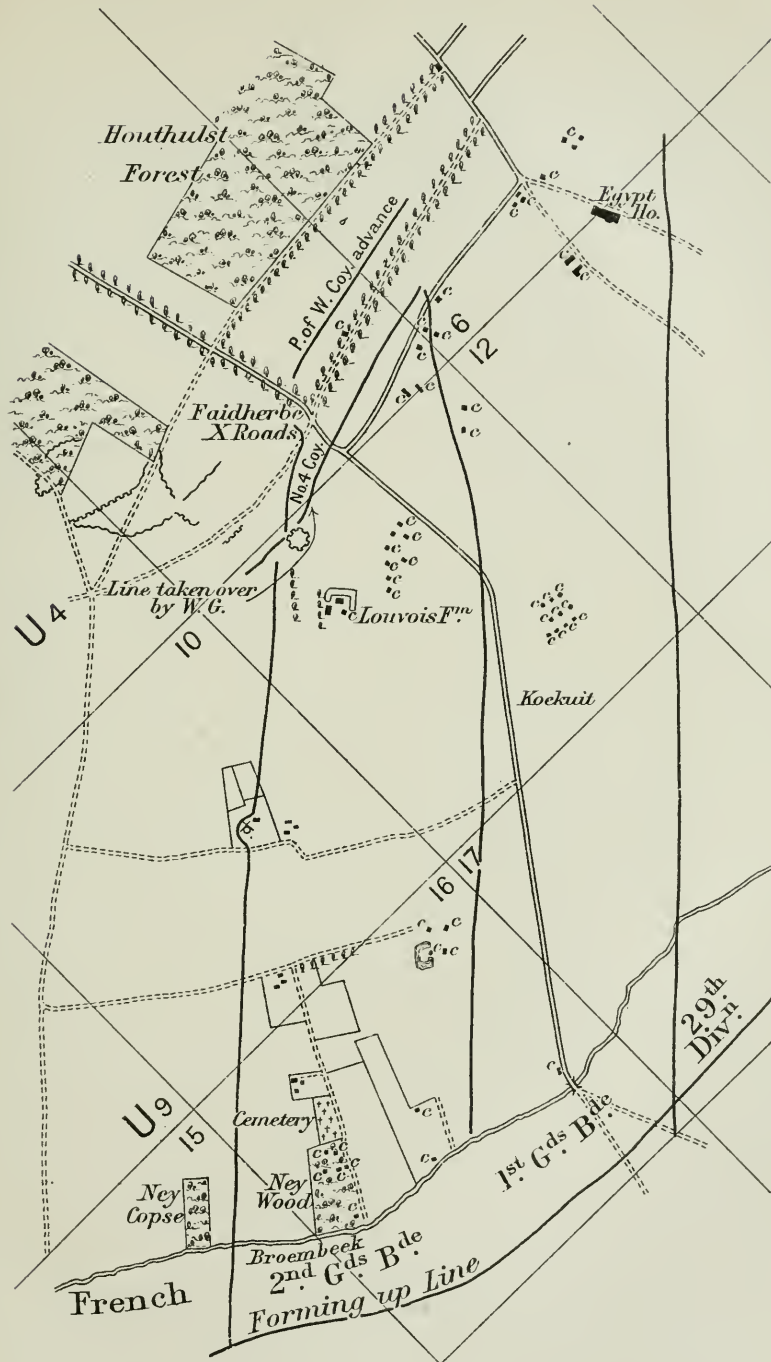 Houthulst
Forest
P. of W. Coy. advance
Egypt
Ho.
6
12
Faidherbe
X Roads
No.4 Coy.
Line taken over
by W.G.
U 4
10
Louvois Fm.
Koekuit
16
17
29th
Divn.
U 9
15
Cemetery
1st Gds. Bde.
Ney
Copse
Ney
Wood
Broembeek
2nd Gds. Bde.
French
Forming up Line